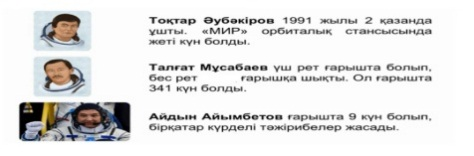 Тоқтар Әубәкіров 1991 жылы 2 қазанда
ұшты. «МИР» орбиталық стансысында
жеті күн болды.
Талғат Мұсабаев үш рет ғарышта болып,
бес рет ғарышқа шықты. Ол ғарышта
341 күн болды.
Айдын Айымбетов ғарышта 9 күн болып,
бірқатар күрделі тәжірибелер жасады.